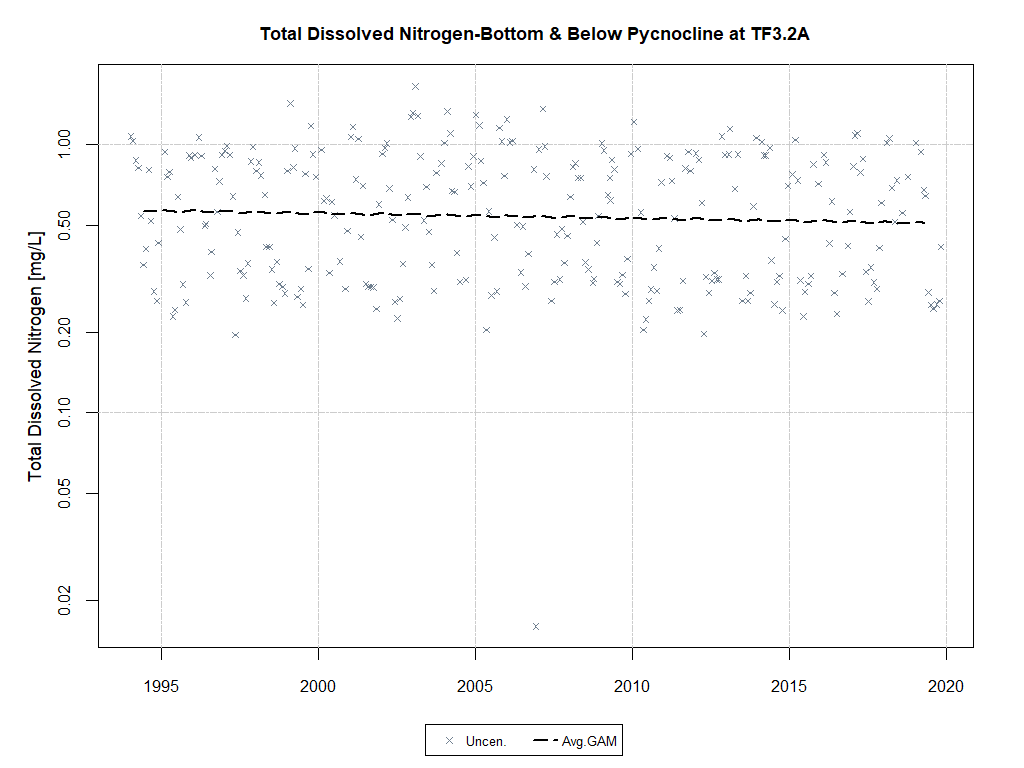 Total Dissolved Nitrogen-Bottom & Below Pycnocline at TF3.2A
Total Dissolved Nitrogen [mg/L]
1.00
0.50
0.20
0.10
0.05
0.02
1995 2000 2005 2010 2015 2020
Uncen. Avg.GAM